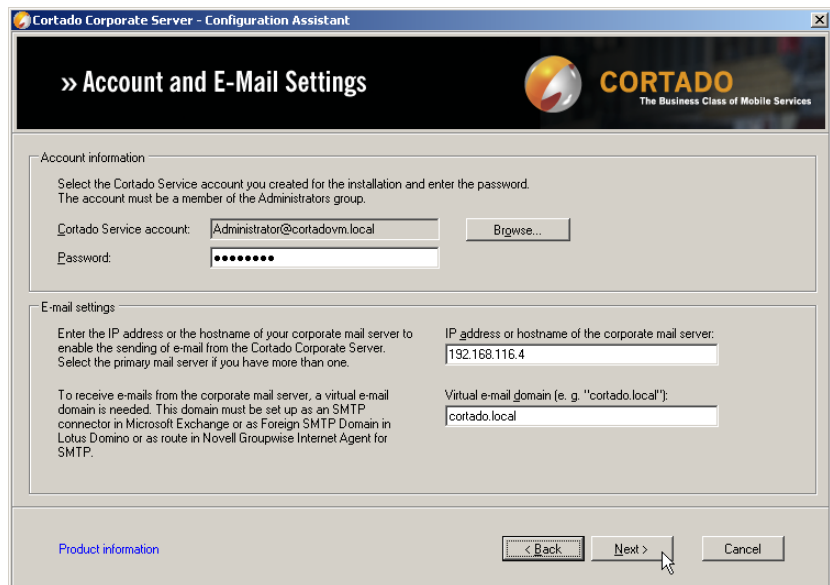 Cortado Corporate Server - Configuration Assistant
» Account and E-Mail Settings
CORTADO
The Business Class of Mobile Services
Account information
Select the Cortado Service account you created for the installation and enter the password.
The account must be a member of the Administrators group.
Cortado Service account:
Administrator@cortadovm.local
Browse...
Password:
●●●●●●●●
E-mail settings
Enter the IP address or the hostname of your corporate mail server to
enable the sending of e-mail from the Cortado Corporate Server.
Select the primary mail server if you have more than one.
IP address or hostname of the corporate mail server:
192.168.116.4
To receive e-mails from the corporate mail server, a virtual e-mail
domain is needed. This domain must be set up as an SMTP
connector in Microsoft Exchange or as Foreign SMTP Domain in
Lotus Domino or as route in Novell Groupwise Internet Agent for
SMTP.
Virtual e-mail domain (e. g. "cortado.local"):
cortado.local
Product information
< Back
Next >
Cancel